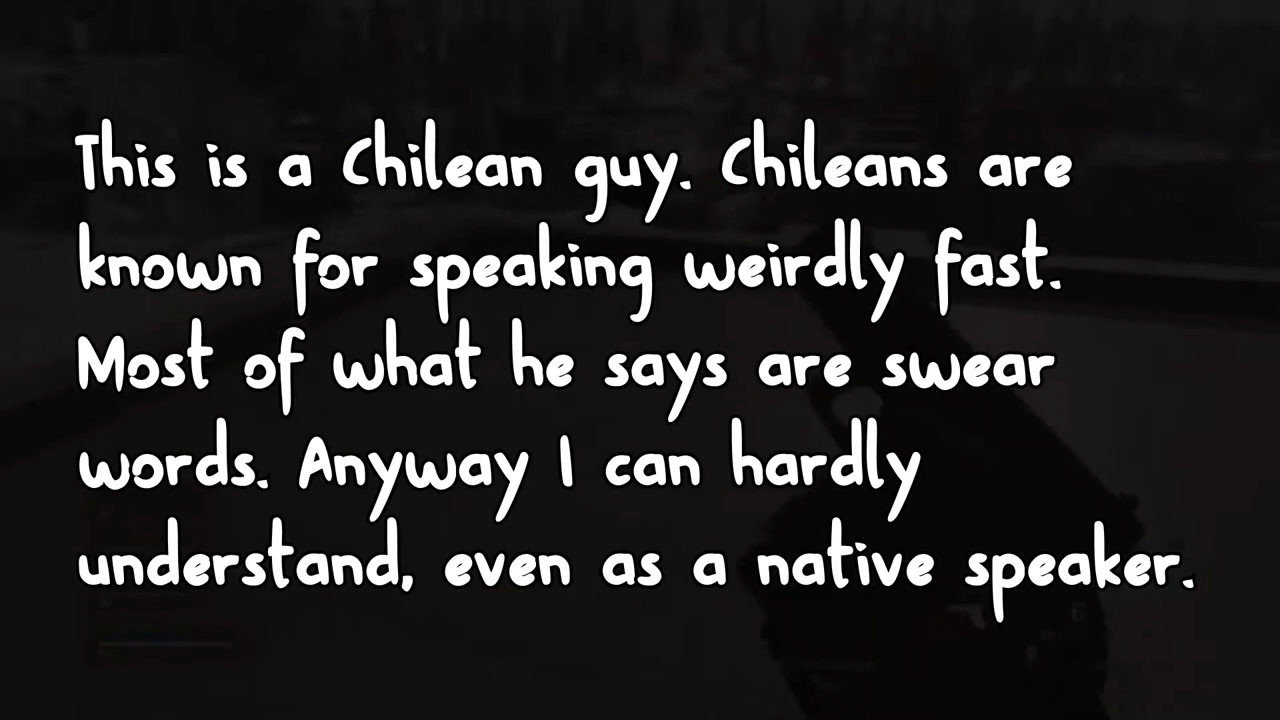 This is a Chilean guy. Chileans are
known for speaking weirdly fast.
Most of what he says are swear
words. Anyway I can hardly
understand, even as a native speaker.